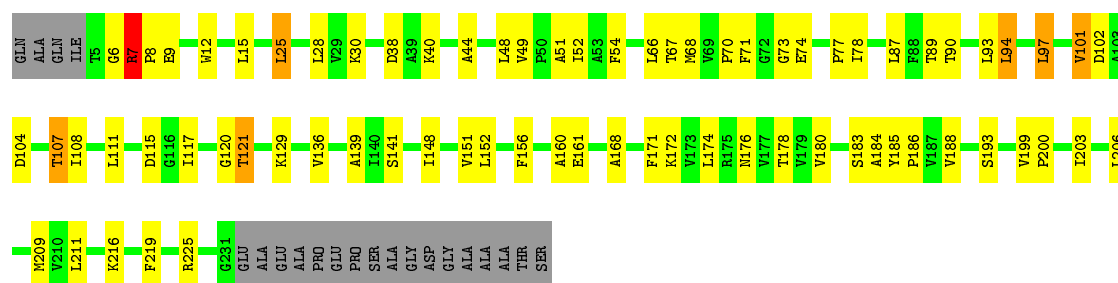 GLN ALA GLN ILE T5 G6 R7 P8 E9 W12 L15 L25 L28 V29 K30 D38 A39 K40 A44 L48 V49 P50 A51 I52 A53 F54 L66 T67 M68 V69 P70 F71 G72 G73 E74 P77 I78 L87 F88 T89 T90 L93 L94 L97 V101 D102 A103
D104 T107 I108 L111 D115 G116 I117 G120 T121 K129 V136 A139 I140 S141 I148 V151 L152 F156 A160 E161 A168 F171 K172 V173 L174 R175 N176 V177 T178 V179 V180 S183 A184 Y185 P186 V187 V188 S193 V199 P200 I203 L206
M209 V210 L211 K216 F219 R225 G231 GLU ALA GLU ALA PRO GLU PRO SER ALA GLY ASP GLY ALA ALA ALA THR SER